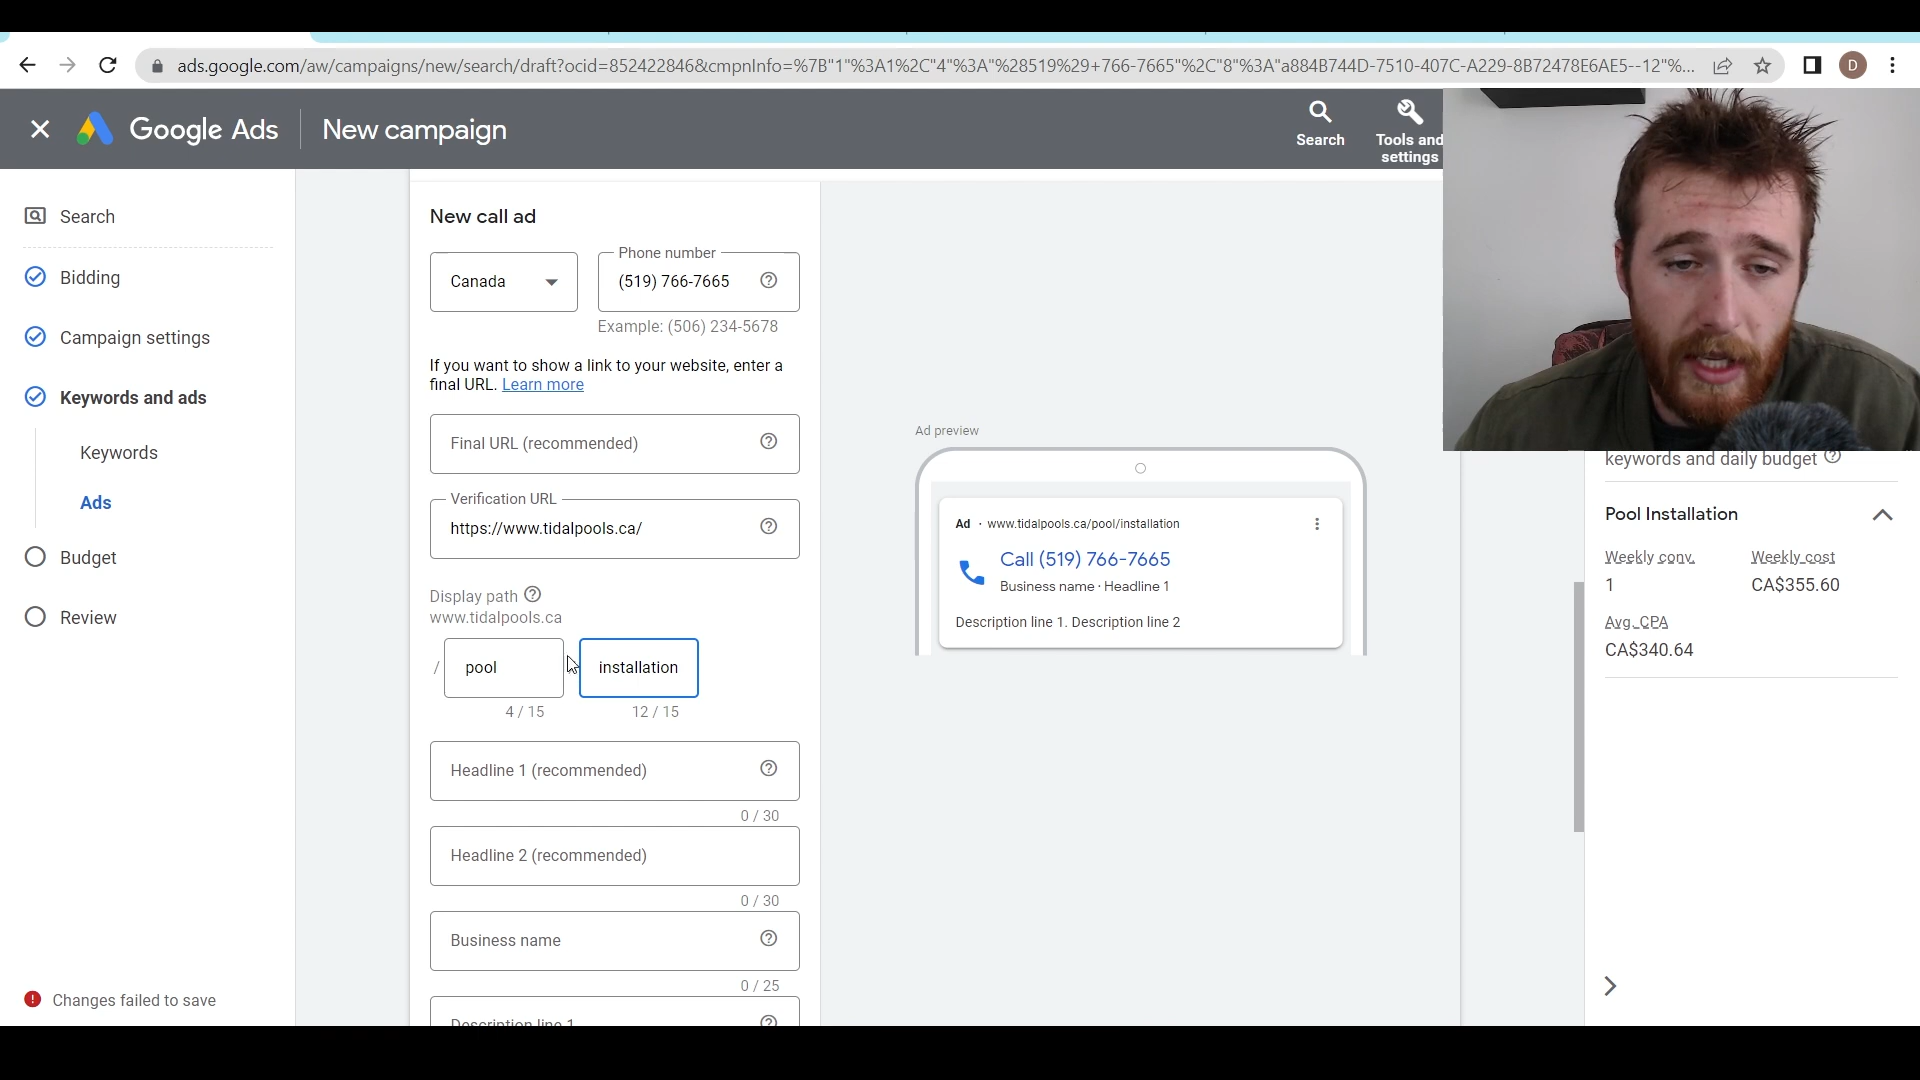 ads.google.com/aw/campaigns/new/search/draft?ocid=852422846&cmpnInfo=%7B"1"%3A1%2C"4"%3A"%28519%29+766-7665"%2C"8"%3A"a884B744D-7510-407C-A229-8B72478E6AE5--12"%...
D
Google Ads
New campaign
Search
Tools and
settings
Search
Bidding
Campaign settings
Keywords and ads
Keywords
Ads
Budget
Review
Changes failed to save
New call ad
Canada
Phone number
(519) 766-7665
Example: (506) 234-5678
If you want to show a link to your website, enter a
final URL. Learn more
Final URL (recommended)
Verification URL
https://www.tidalpools.ca/
Display path
www.tidalpools.ca
/ pool installation
4 / 15 12 / 15
Headline 1 (recommended)
0 / 30
Headline 2 (recommended)
0 / 30
Business name
0 / 25
Description line 1
Ad preview
Ad · www.tidalpools.ca/pool/installation
Call (519) 766-7665
Business name · Headline 1
Description line 1. Description line 2
keywords and daily budget
Pool Installation
Weekly conv. Weekly cost
1 CA$355.60
Avg. CPA
CA$340.64